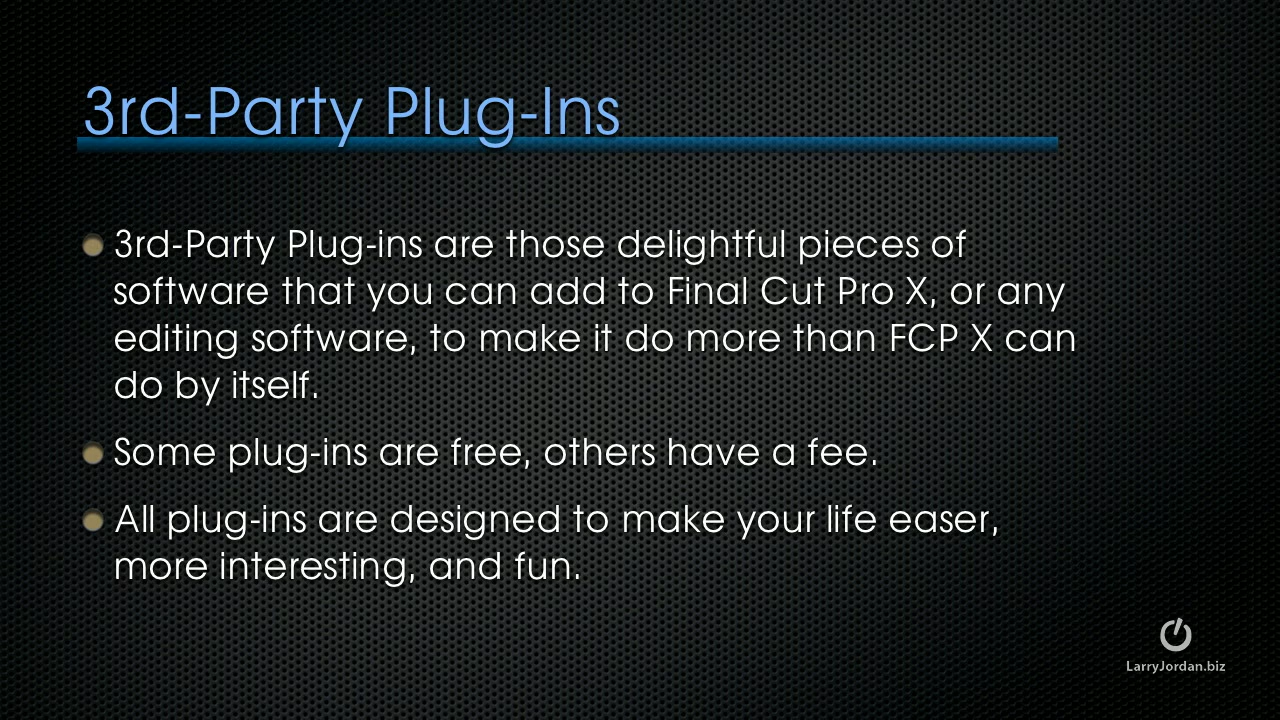 3rd-Party Plug-Ins
3rd-Party Plug-ins are those delightful pieces of
software that you can add to Final Cut Pro X, or any
editing software, to make it do more than FCP X can
do by itself.
Some plug-ins are free, others have a fee.
All plug-ins are designed to make your life easer,
more interesting, and fun.
LarryJordan.biz